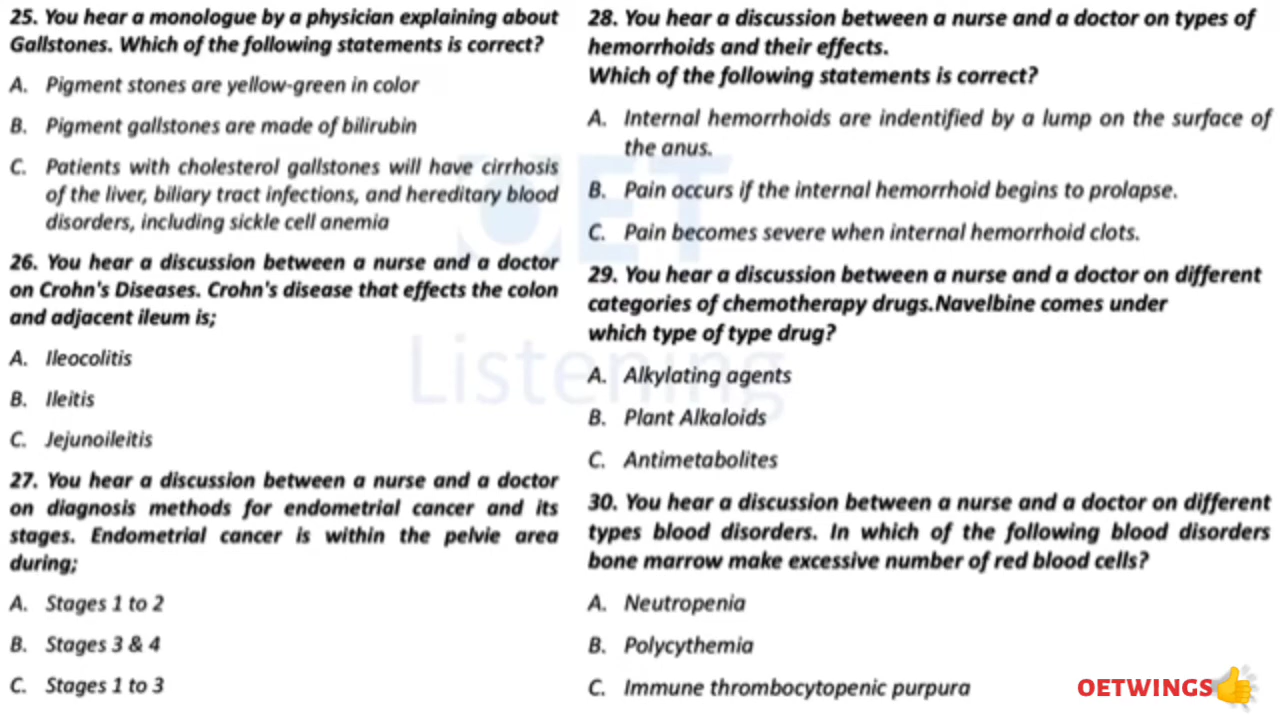 25. You hear a monologue by a physician explaining about
Gallstones. Which of the following statements is correct?
A. Pigment stones are yellow-green in color
B. Pigment gallstones are made of bilirubin
C. Patients with cholesterol gallstones will have cirrhosis
of the liver, biliary tract infections, and hereditary blood
disorders, including sickle cell anemia
26. You hear a discussion between a nurse and a doctor
on Crohn's Diseases. Crohn's disease that effects the colon
and adjacent ileum is;
A. Ileocolitis
B. Ileitis
C. Jejunoileitis
27. You hear a discussion between a nurse and a doctor
on diagnosis methods for endometrial cancer and its
stages. Endometrial cancer is within the pelvie area
during;
A. Stages 1 to 2
B. Stages 3 & 4
C. Stages 1 to 3
28. You hear a discussion between a nurse and a doctor on types of
hemorrhoids and their effects.
Which of the following statements is correct?
A. Internal hemorrhoids are indentified by a lump on the surface of
the anus.
B. Pain occurs if the internal hemorrhoid begins to prolapse.
C. Pain becomes severe when internal hemorrhoid clots.
29. You hear a discussion between a nurse and a doctor on different
categories of chemotherapy drugs.Navelbine comes under
which type of type drug?
A. Alkylating agents
B. Plant Alkaloids
C. Antimetabolites
30. You hear a discussion between a nurse and a doctor on different
types blood disorders. In which of the following blood disorders
bone marrow make excessive number of red blood cells?
A. Neutropenia
B. Polycythemia
C. Immune thrombocytopenic purpura
OET
Listening
OETWINGS